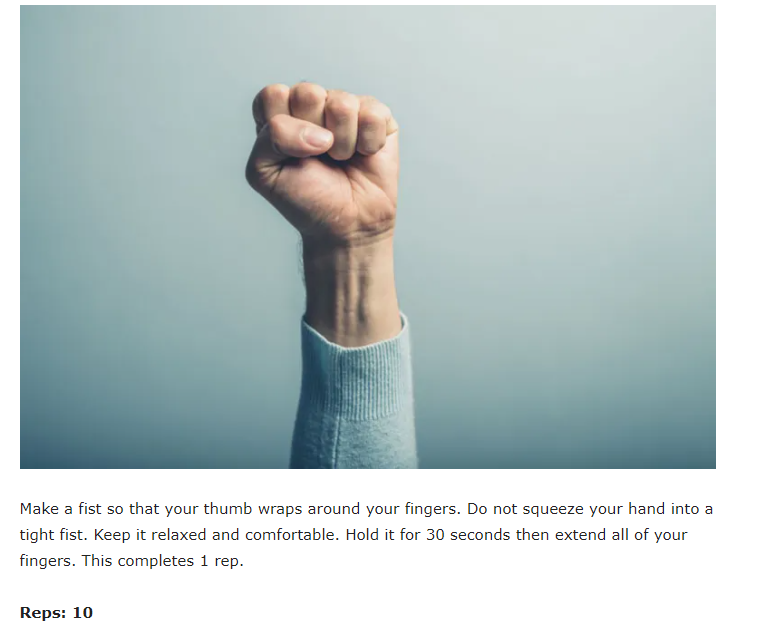 Make a fist so that your thumb wraps around your fingers. Do not squeeze your hand into a
tight fist. Keep it relaxed and comfortable. Hold it for 30 seconds then extend all of your
fingers. This completes 1 rep.
Reps: 10